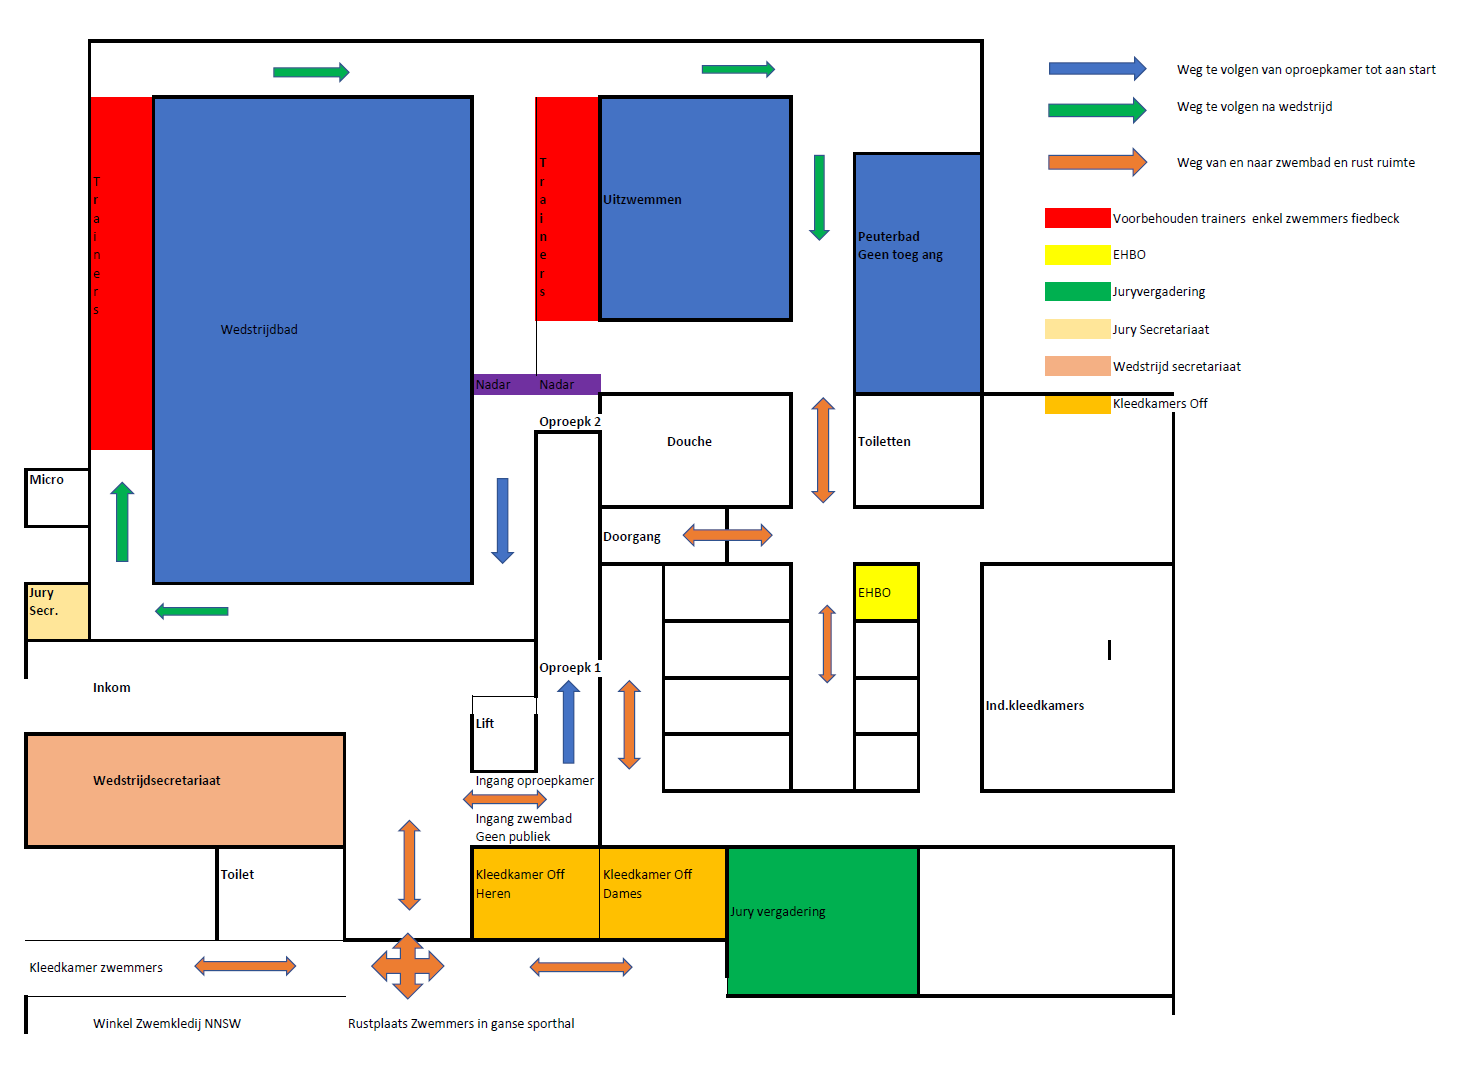 Weg te volgen van oproepkamer tot aan start
Weg te volgen na wedstrijd
Weg van en naar zwembad en rust ruimte
Voorbehouden trainers enkel zwemmers fiedbeck
EHBO
Juryvergadering
Jury Secretariaat
Wedstrijd secretariaat
Kleedkamers Off
Trainers
Trainers
Uitzwemmen
Peuterbad
Geen toeg ang
Wedstrijdbad
Nadar
Nadar
Oproepk 2
Douche
Toiletten
Micro
Doorgang
Jury
Secr.
EHBO
Oproepk 1
Inkom
Ind.kleedkamers
Lift
Wedstrijdsecretariaat
Ingang oproepkamer
Ingang zwembad
Geen publiek
Toilet
Kleedkamer Off
Heren
Kleedkamer Off
Dames
Jury vergadering
Kleedkamer zwemmers
Winkel Zwemkledij NNSW
Rustplaats Zwemmers in ganse sporthal